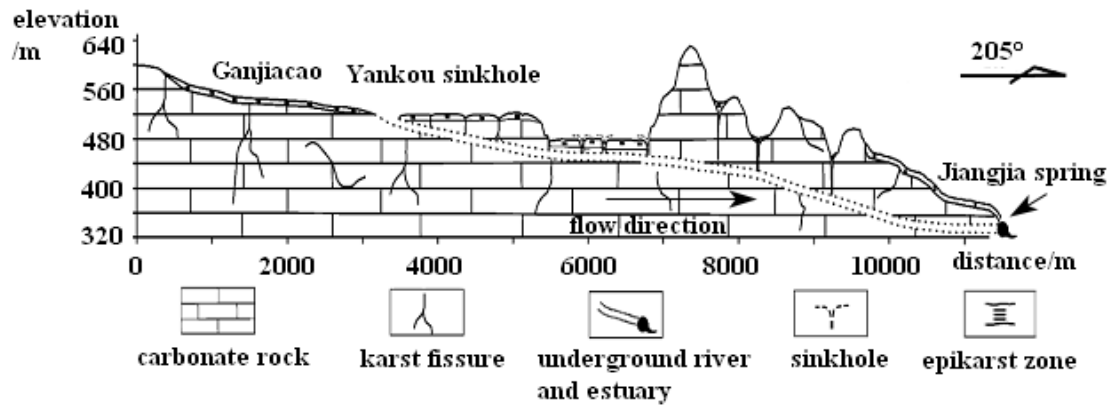 elevation
/m
640
560
480
400
320
Ganjiacao
Yankou sinkhole
205°
Jiangjia spring
flow direction
0
2000
4000
6000
8000
10000
distance/m
carbonate rock
karst fissure
underground river
and estuary
sinkhole
epikarst zone